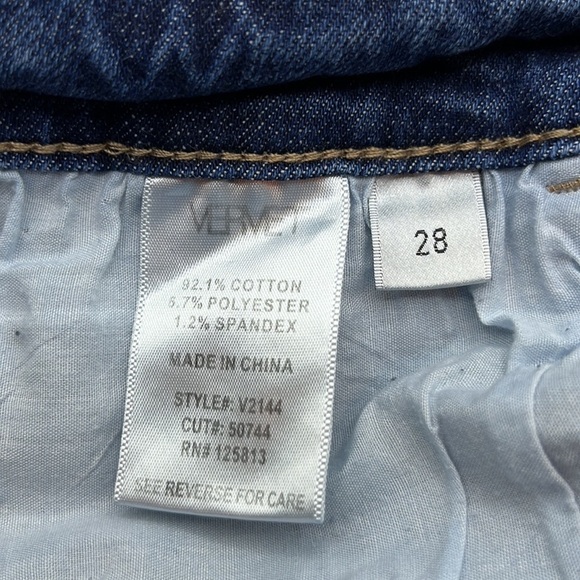 VERVET
92.1% COTTON
6.7% POLYESTER
1.2% SPANDEX
MADE IN CHINA
STYLE#: V2144
CUT#: 50744
RN# 125813
SEE REVERSE FOR CARE
28